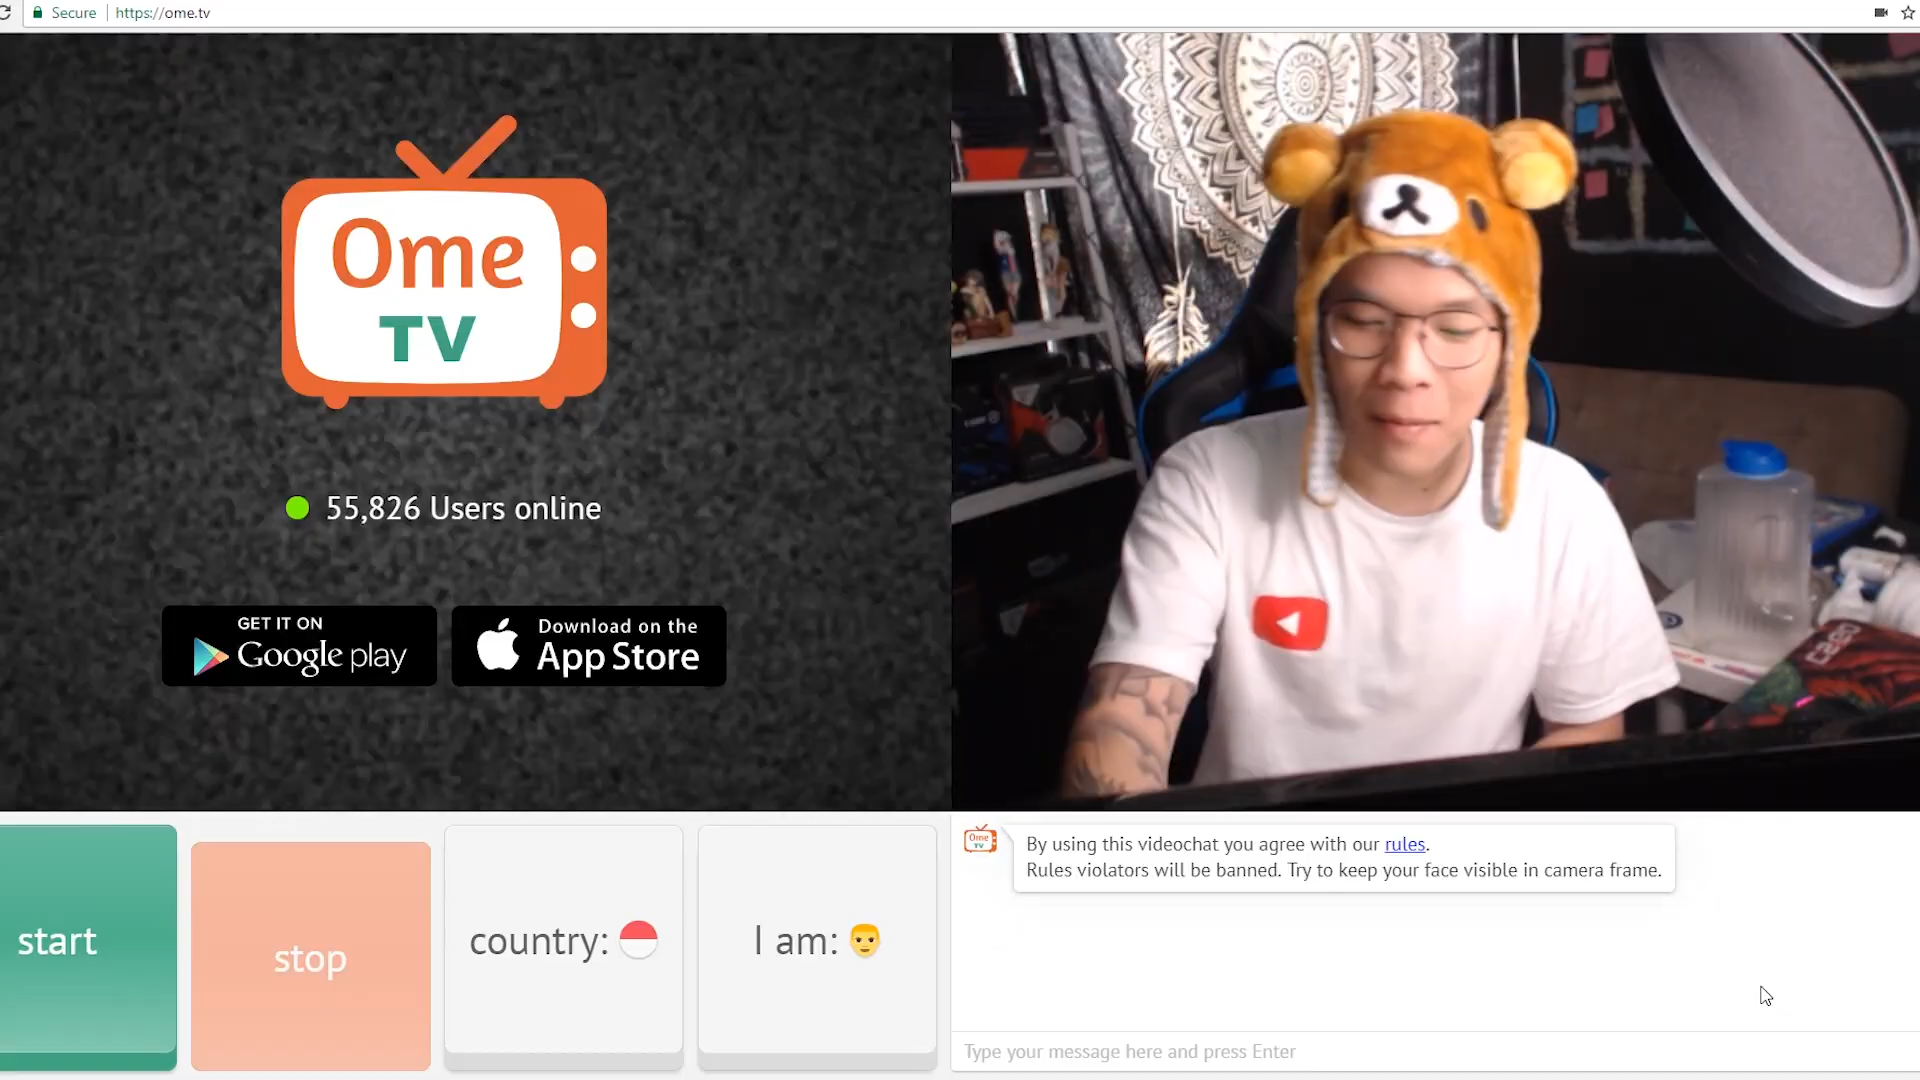 Secure
https://ome.tv
Ome
TV
55,826 Users online
GET IT ON
Google play
Download on the
App Store
start
stop
country:
I am:
Ome
TV
By using this videochat you agree with our rules.
Rules violators will be banned. Try to keep your face visible in camera frame.
Type your message here and press Enter